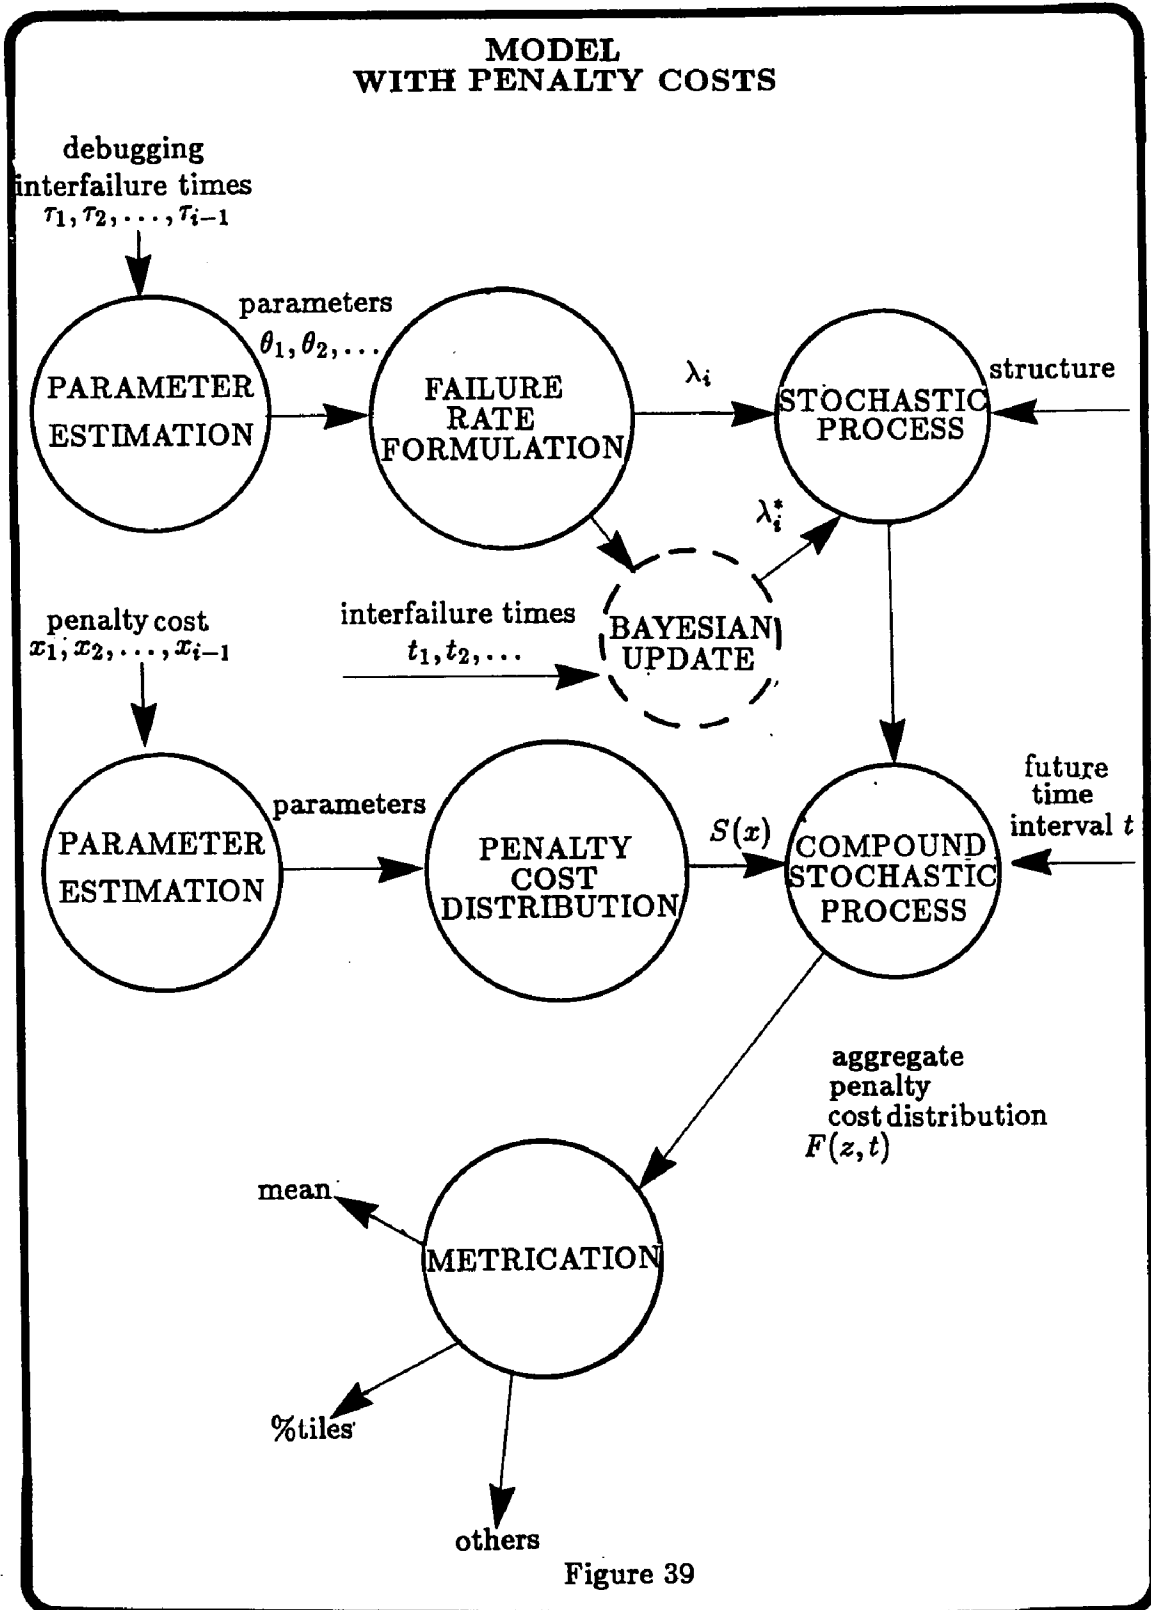 MODEL
WITH PENALTY COSTS
debugging
interfailure times
τ₁, τ₂, . . . , τᵢ₋₁
parameters
θ₁, θ₂, . . .
PARAMETER
ESTIMATION
FAILURE
RATE
FORMULATION
λᵢ
STOCHASTIC
PROCESS
structure
λᵢ*
penalty cost
x₁, x₂, . . . , xᵢ₋₁
interfailure times
t₁, t₂, . . .
BAYESIAN
UPDATE
PARAMETER
ESTIMATION
parameters
PENALTY
COST
DISTRIBUTION
S(x)
COMPOUND
STOCHASTIC
PROCESS
future
time
interval t
aggregate
penalty
cost distribution
F(z, t)
mean
METRICATION
%tiles
others
Figure 39